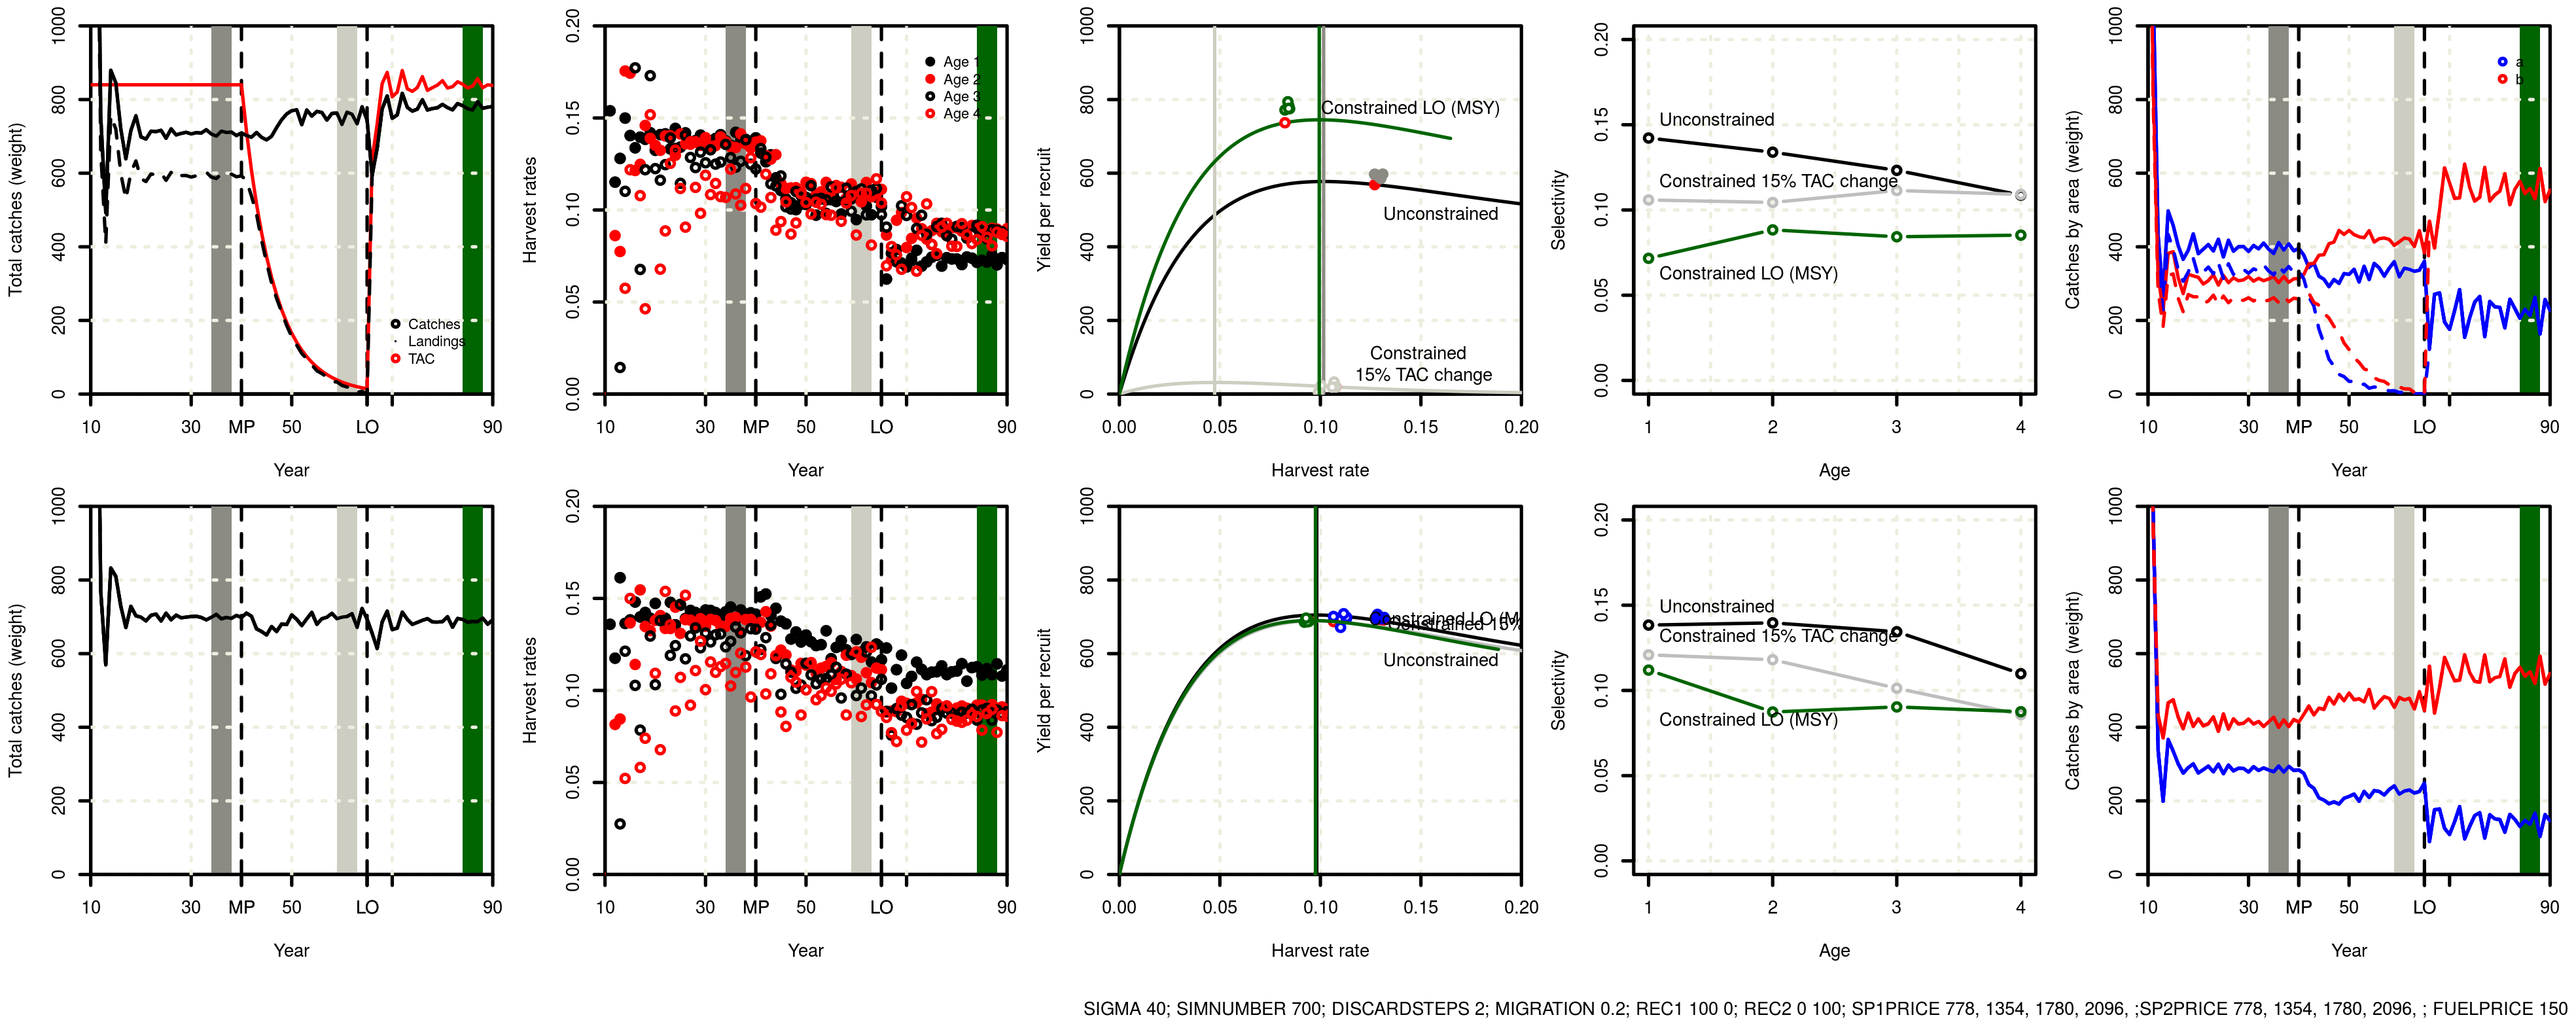 Total catches (weight)
0
200
400
600
800
1000
10
30
MP
50
LO
90
Year
Catches
Landings
TAC
Harvest rates
0.00
0.05
0.10
0.15
0.20
10
30
MP
50
LO
90
Year
Age 1
Age 2
Age 3
Age 4
Yield per recruit
0
200
400
600
800
1000
0.00
0.05
0.10
0.15
0.20
Harvest rate
Constrained LO (MSY)
Unconstrained
Constrained
15% TAC change
Selectivity
0.00
0.05
0.10
0.15
0.20
1
2
3
4
Age
Unconstrained
Constrained 15% TAC change
Constrained LO (MSY)
Catches by area (weight)
0
200
400
600
800
1000
10
30
MP
50
LO
90
Year
a
b
Total catches (weight)
0
200
400
600
800
1000
10
30
MP
50
LO
90
Year
Harvest rates
0.00
0.05
0.10
0.15
0.20
10
30
MP
50
LO
90
Year
Yield per recruit
0
200
400
600
800
1000
0.00
0.05
0.10
0.15
0.20
Harvest rate
Unconstrained
Selectivity
0.00
0.05
0.10
0.15
0.20
1
2
3
4
Age
Unconstrained
Constrained 15% TAC change
Constrained LO (MSY)
Catches by area (weight)
0
200
400
600
800
1000
10
30
MP
50
LO
90
Year
SIGMA 40; SIMNUMBER 700; DISCARDSTEPS 2; MIGRATION 0.2; REC1 100 0; REC2 0 100; SP1PRICE 778, 1354, 1780, 2096, ;SP2PRICE 778, 1354, 1780, 2096, ; FUELPRICE 150